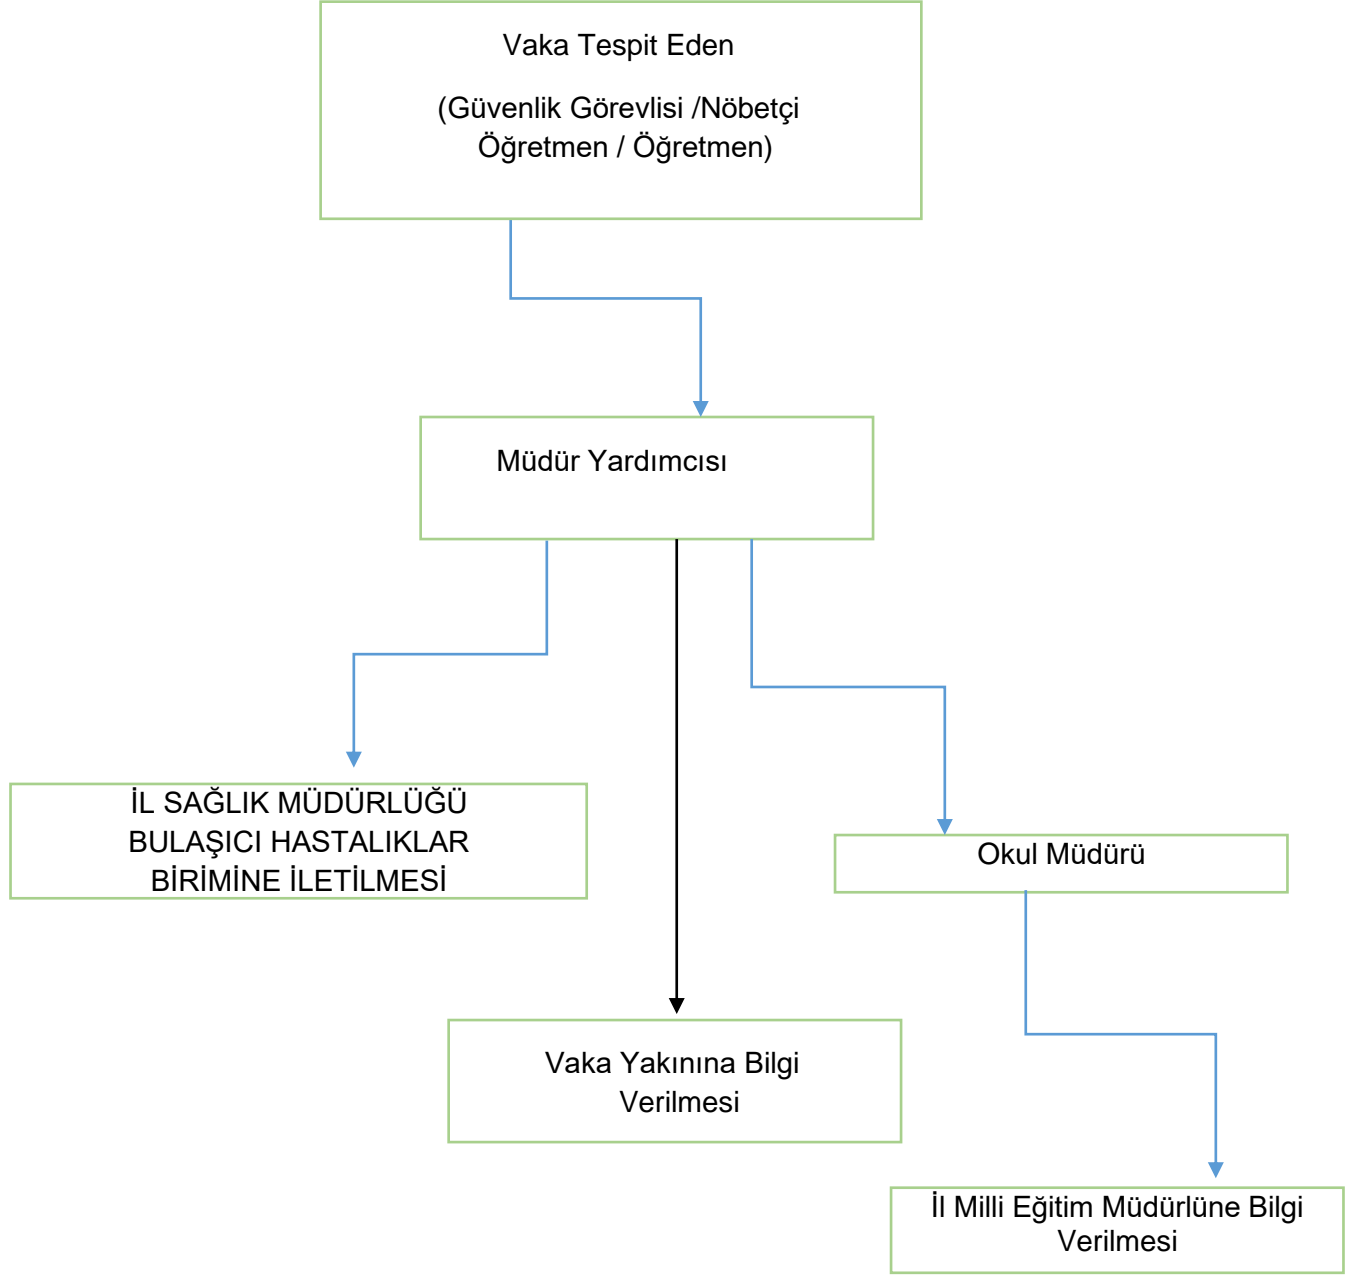 Vaka Tespit Eden
(Güvenlik Görevlisi /Nöbetçi
Öğretmen / Öğretmen)
Müdür Yardımcısı
İL SAĞLIK MÜDÜRLÜĞÜ
BULAŞICI HASTALIKLAR
BİRİMİNE İLETİLMESİ
Okul Müdürü
Vaka Yakınına Bilgi
Verilmesi
İl Milli Eğitim Müdürlüne Bilgi
Verilmesi